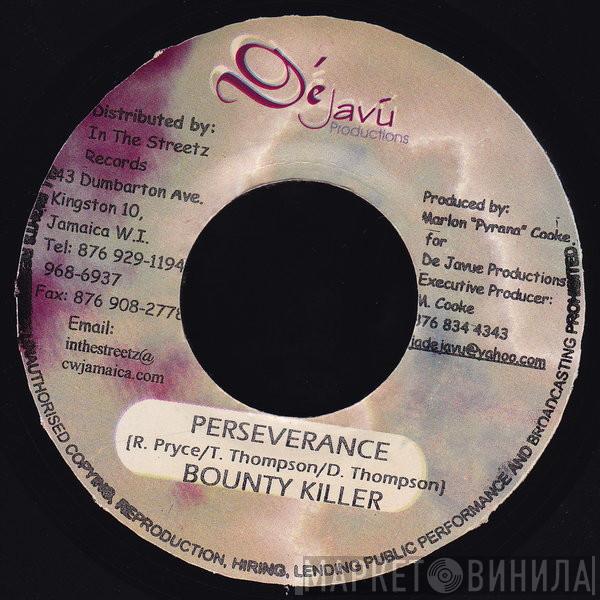 Dé Javú
Productions
Distributed by:
In The Streetz
Records
43 Dumbarton Ave.
Kingston 10,
Jamaica W.I.
Tel: 876 929-1194
968-6937
Fax: 876 908-2778
Email:
inthestreetz@
cwjamaica.com
Produced by:
Marlon "Pyrana" Cooke
for
De Javue Productions
Executive Producer:
M. Cooke
876 834 4343
jadejavu@yahoo.com
PERSEVERANCE
[R. Pryce/T. Thompson/D. Thompson]
BOUNTY KILLER
UNAUTHORISED COPYING, REPRODUCTION, HIRING, LENDING PUBLIC PERFORMANCE AND BROADCASTING PROHIBITED.
МАРКЕТ ВИНИЛА